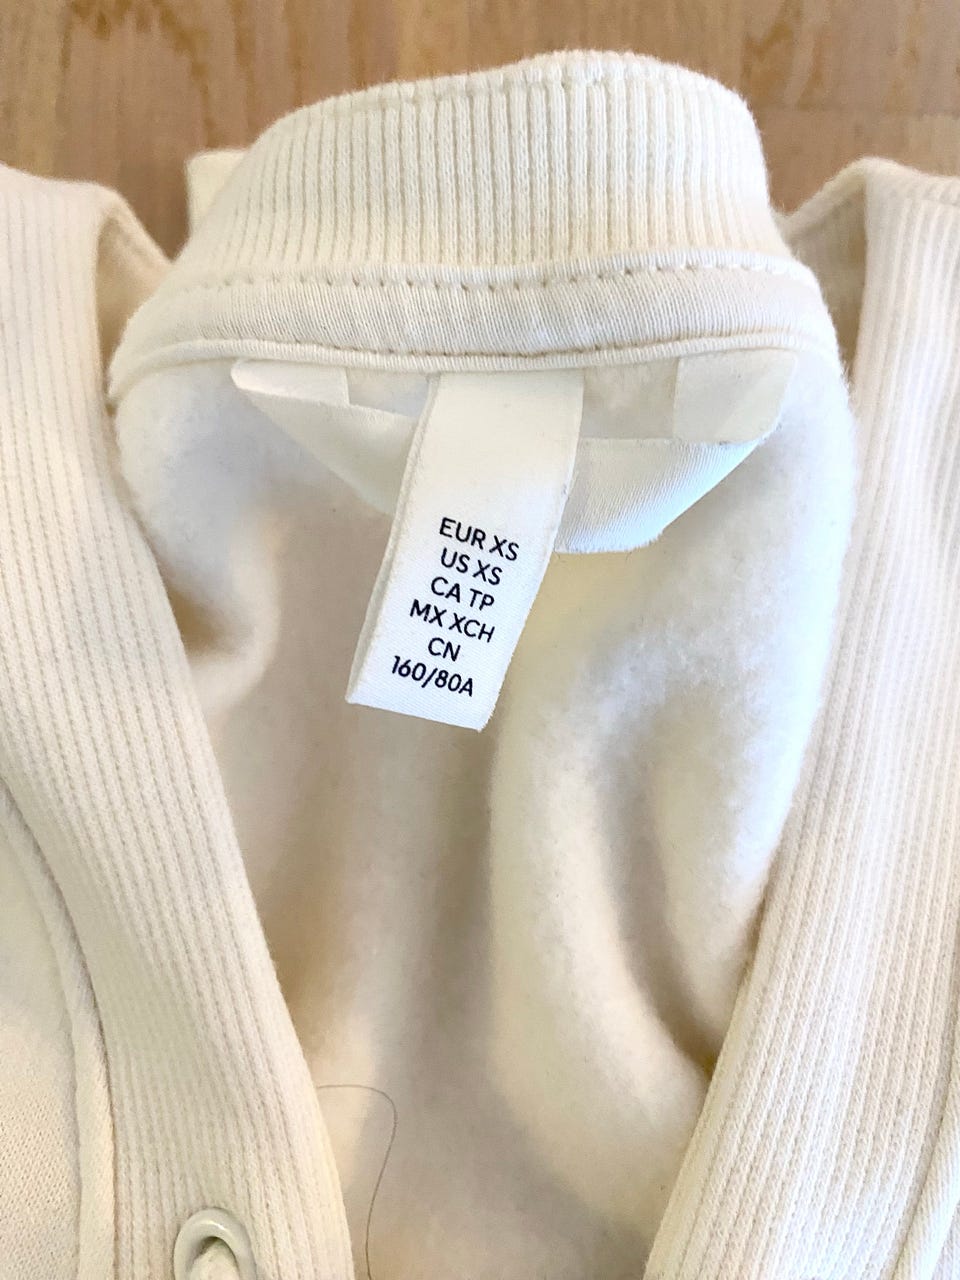 EUR XS
US XS
CA TP
MX XCH
CN
160/80A